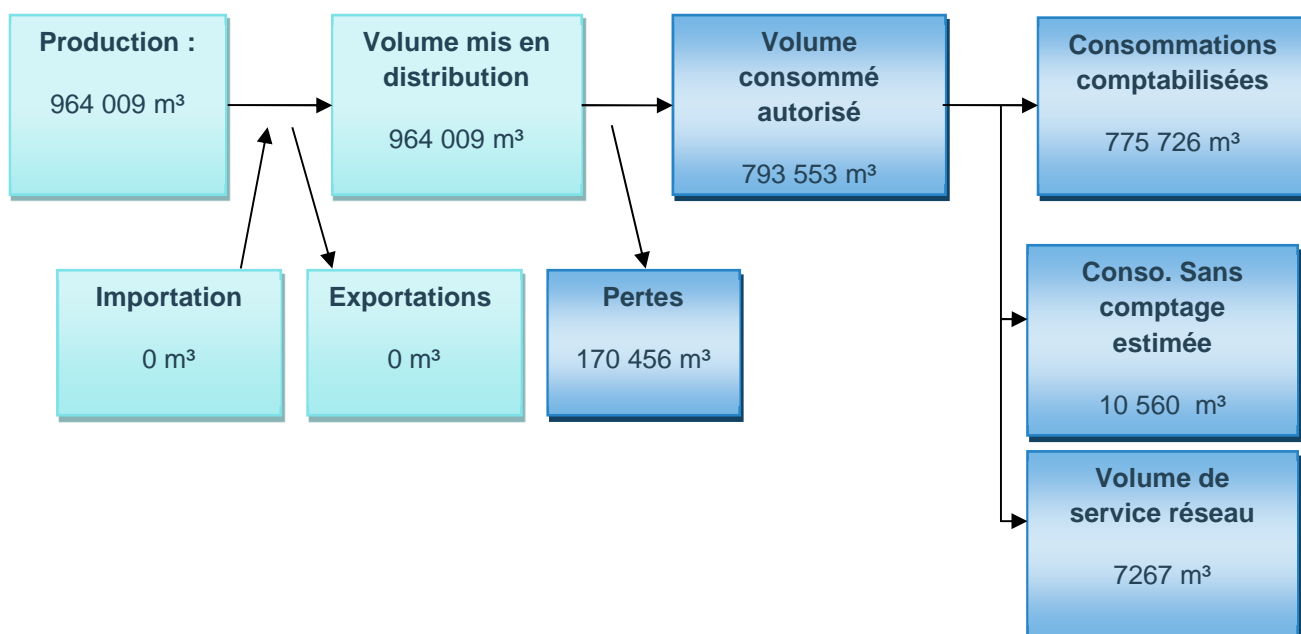 Production :
964 009 m³
Volume mis en
distribution
964 009 m³
Volume
consommé
autorisé
793 553 m³
Consommations
comptabilisées
775 726 m³
Importation
0 m³
Exportations
0 m³
Pertes
170 456 m³
Conso. Sans
comptage
estimée
10 560 m³
Volume de
service réseau
7267 m³